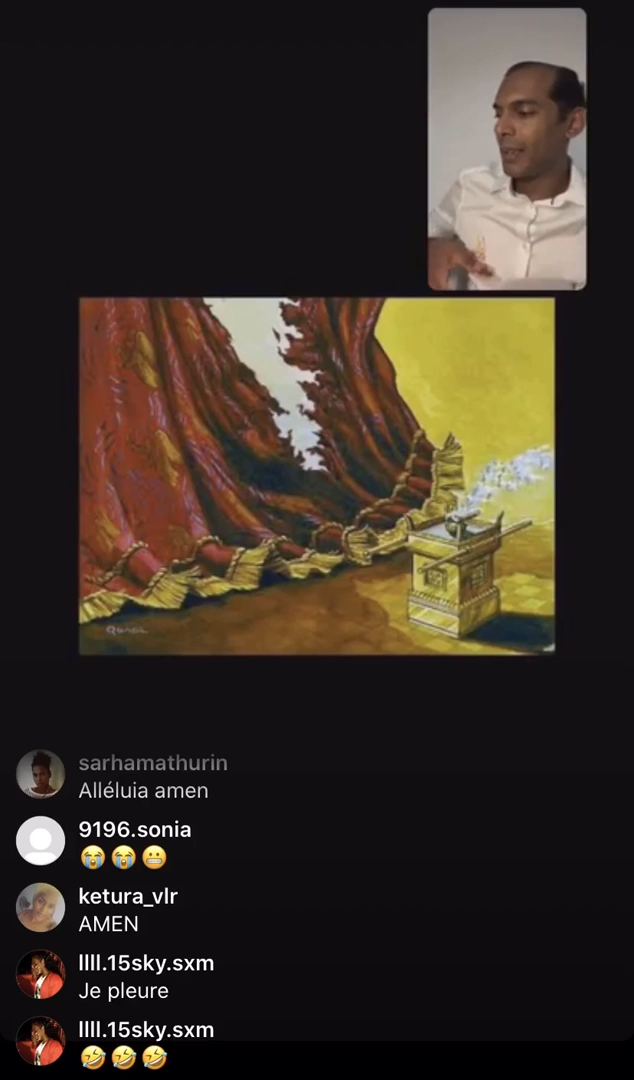 sarhamathurin
Alléluia amen
9196.sonia
😭😭😬
ketura_vlr
AMEN
llll.15sky.sxm
Je pleure
llll.15sky.sxm
🤣🤣🤣